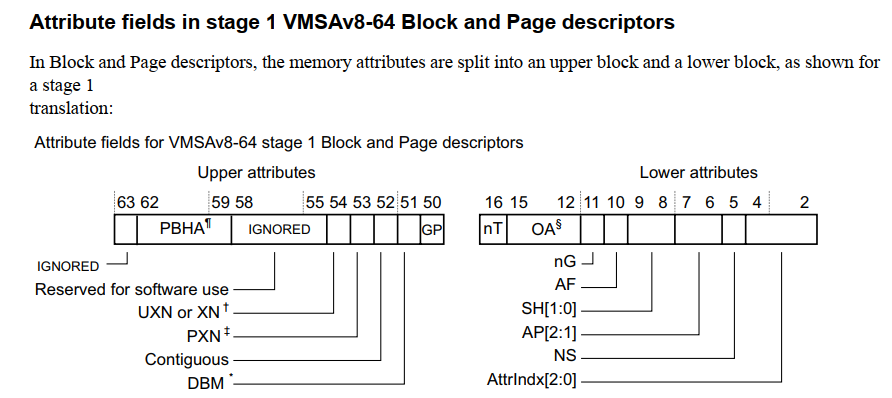 Attribute fields in stage 1 VMSAv8-64 Block and Page descriptors
In Block and Page descriptors, the memory attributes are split into an upper block and a lower block, as shown for
a stage 1
translation:
Attribute fields for VMSAv8-64 stage 1 Block and Page descriptors
Upper attributes
Lower attributes
63 62 59 58 55 54 53 52 51 50
16 15 12 11 10 9 8 7 6 5 4 2
PBHA¶ IGNORED GP
nT OA§
IGNORED
Reserved for software use
UXN or XN†
PXN‡
Contiguous
DBM*
nG
AF
SH[1:0]
AP[2:1]
NS
AttrIndx[2:0]